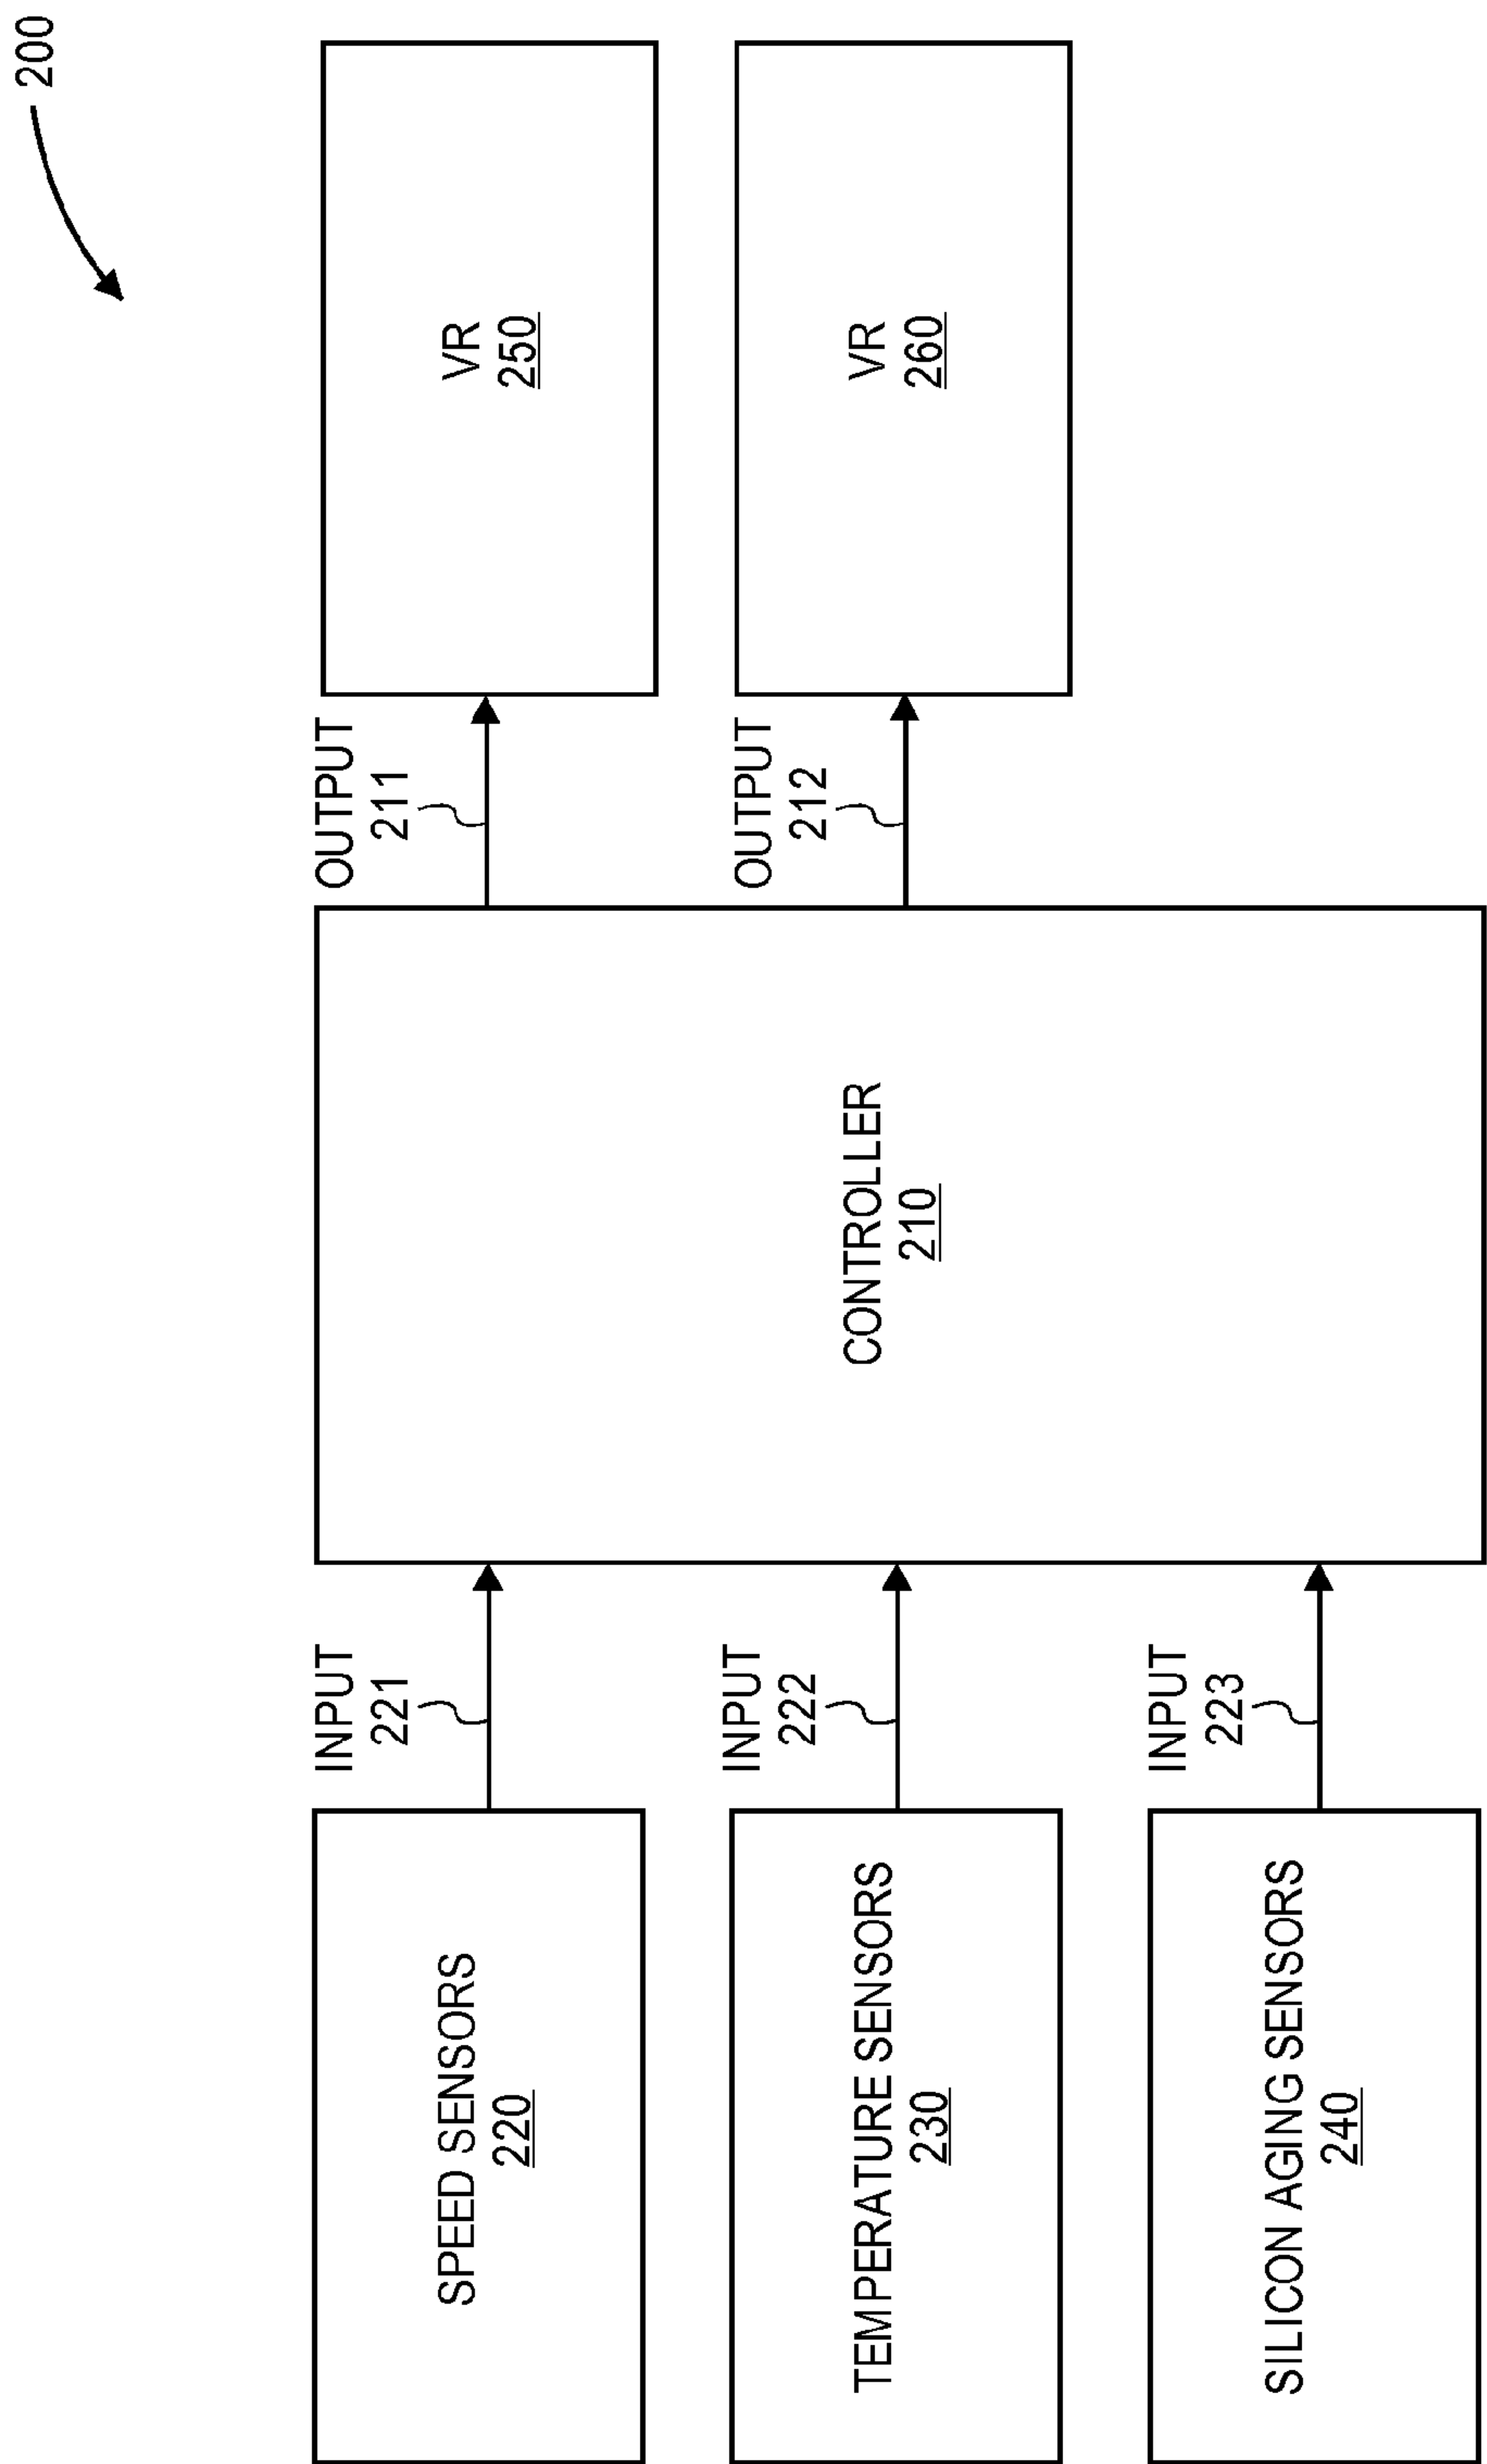 200
SPEED SENSORS
220
INPUT
221
TEMPERATURE SENSORS
230
INPUT
222
SILICON AGING SENSORS
240
INPUT
223
CONTROLLER
210
OUTPUT
211
VR
250
OUTPUT
212
VR
260